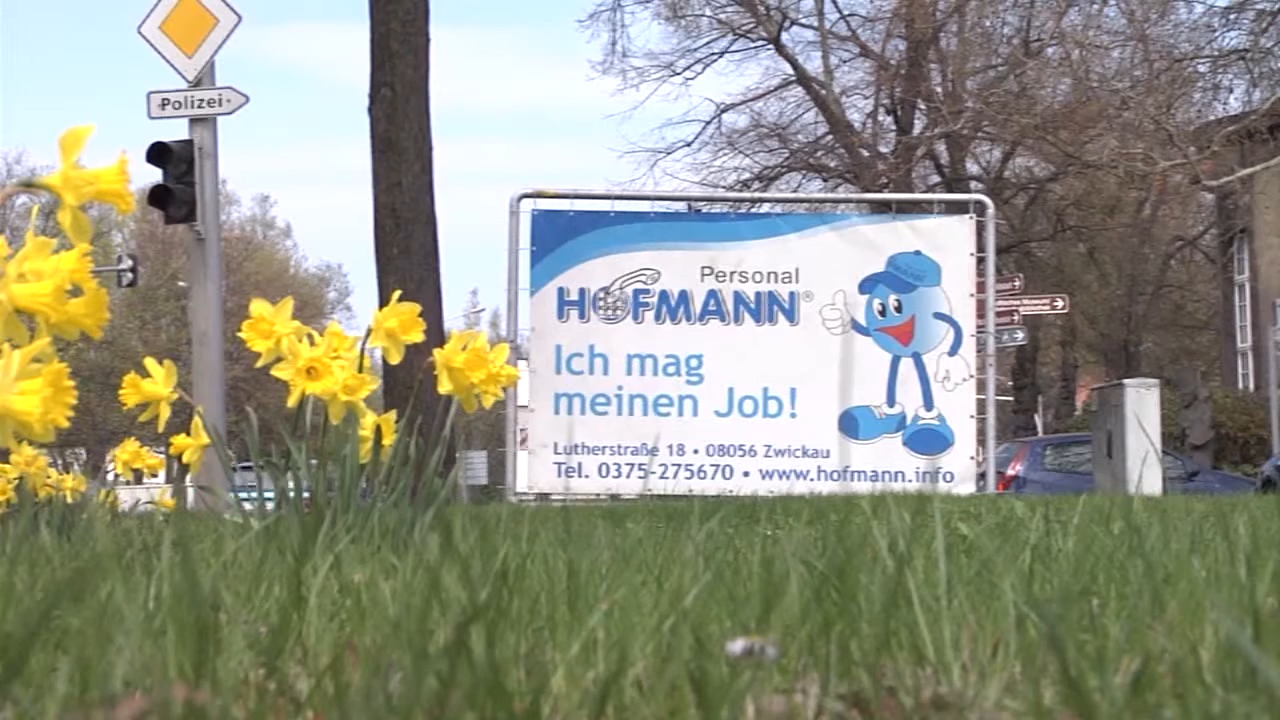 Polizei
Personal
HOFMANN®
Ich mag
meinen Job!
Lutherstraße 18 • 08056 Zwickau
Tel. 0375-275670 • www.hofmann.info